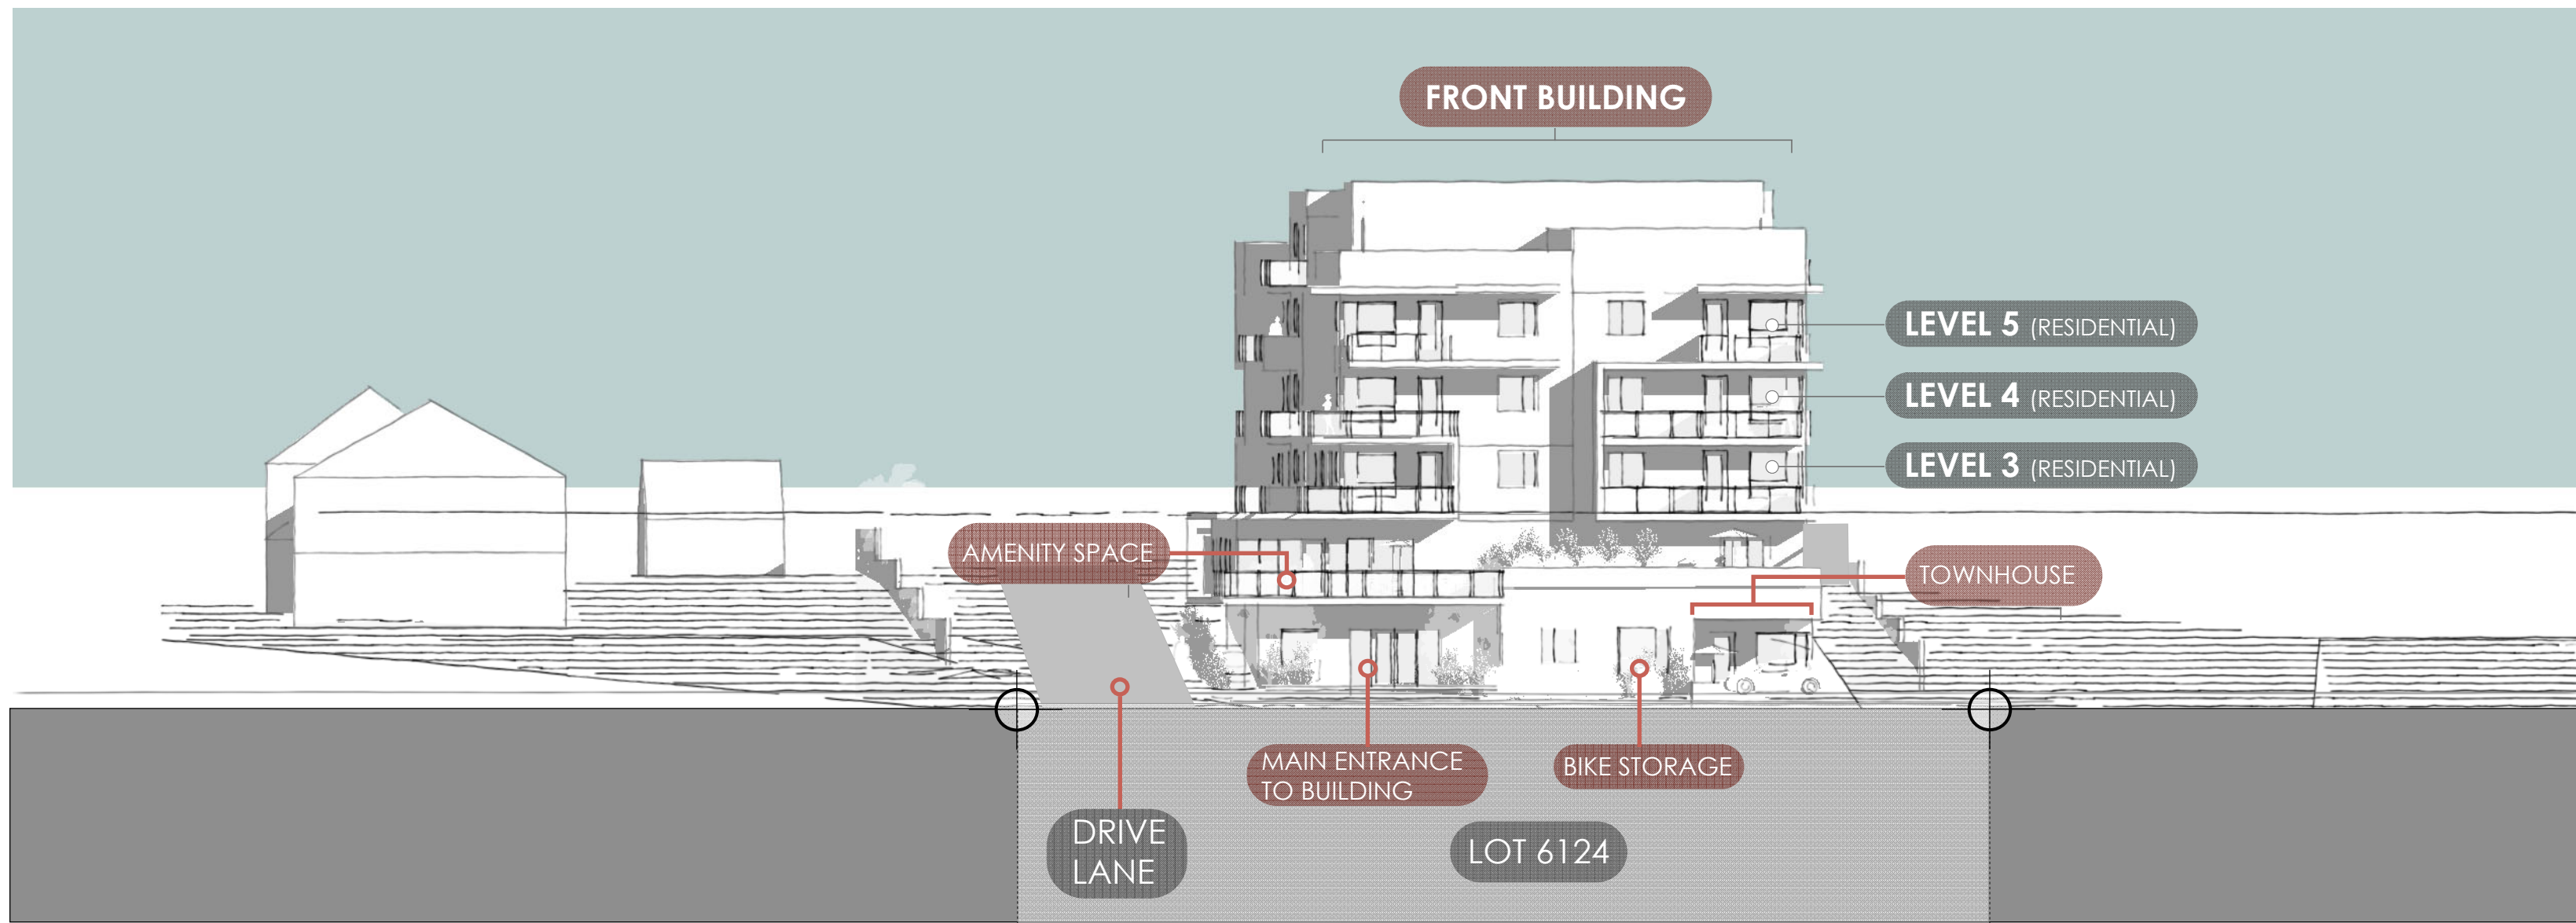 FRONT BUILDING
LEVEL 5 (RESIDENTIAL)
LEVEL 4 (RESIDENTIAL)
LEVEL 3 (RESIDENTIAL)
AMENITY SPACE
TOWNHOUSE
MAIN ENTRANCE
TO BUILDING
BIKE STORAGE
DRIVE
LANE
LOT 6124